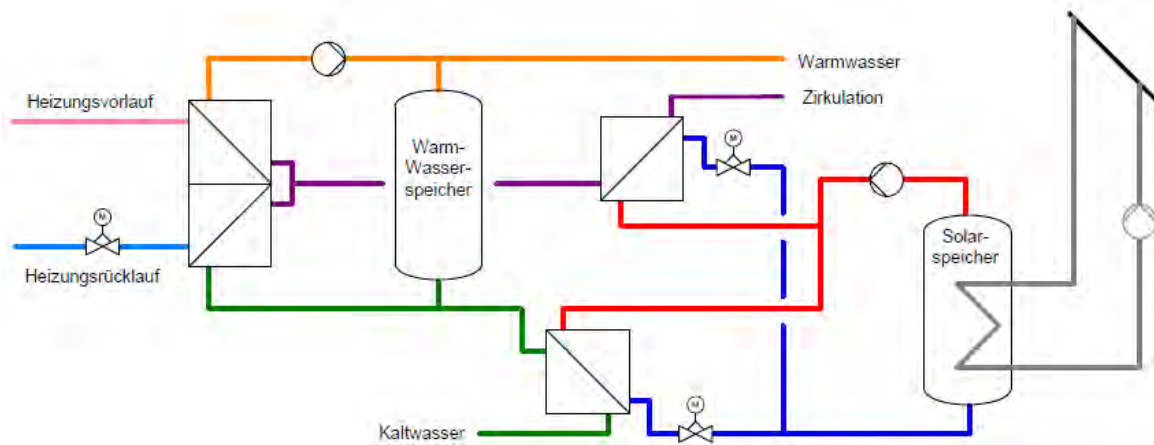 Warmwasser
Heizungsvorlauf
Zirkulation
M
Warm-
Wasser-
speicher
M
Solar-
speicher
Heizungsrücklauf
M
Kaltwasser